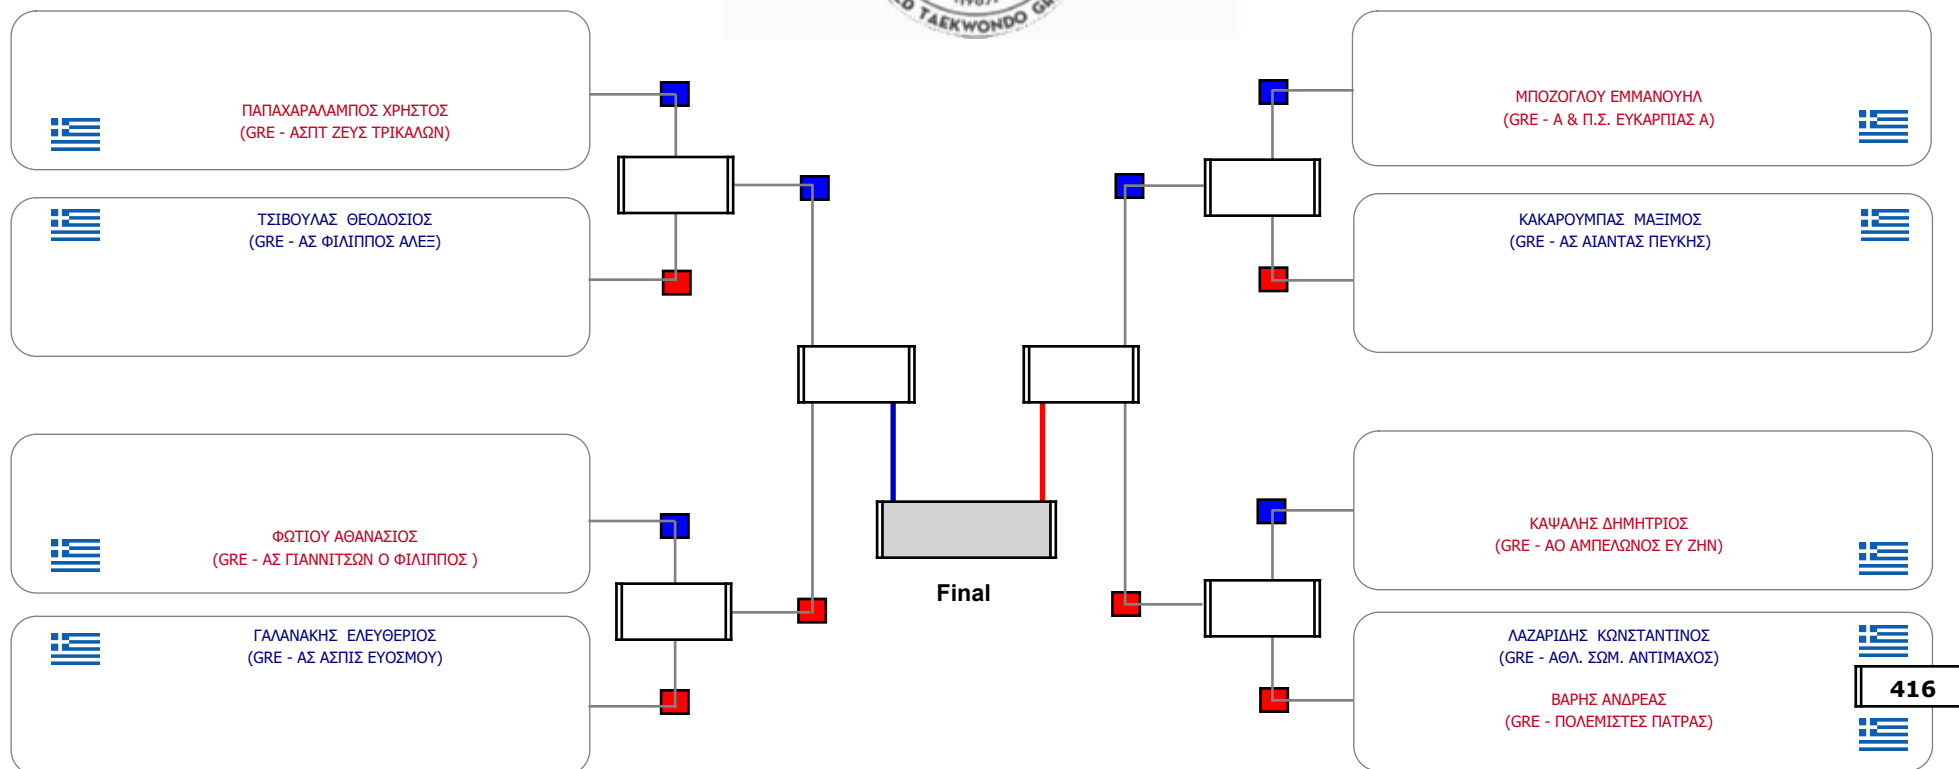 TAEKWONDO
ΠΑΠΑΧΑΡΑΛΑΜΠΟΣ ΧΡΗΣΤΟΣ
(GRE - ΑΣΠΤ ΖΕΥΣ ΤΡΙΚΑΛΩΝ)
ΤΣΙΒΟΥΛΑΣ ΘΕΟΔΟΣΙΟΣ
(GRE - ΑΣ ΦΙΛΙΠΠΟΣ ΑΛΕΞ)
ΦΩΤΙΟΥ ΑΘΑΝΑΣΙΟΣ
(GRE - ΑΣ ΓΙΑΝΝΙΤΣΩΝ Ο ΦΙΛΙΠΠΟΣ )
ΓΑΛΑΝΑΚΗΣ ΕΛΕΥΘΕΡΙΟΣ
(GRE - ΑΣ ΑΣΠΙΣ ΕΥΟΣΜΟΥ)
Final
ΜΠΟΖΟΓΛΟΥ ΕΜΜΑΝΟΥΗΛ
(GRE - Α & Π.Σ. ΕΥΚΑΡΠΙΑΣ Α)
ΚΑΚΑΡΟΥΜΠΑΣ ΜΑΞΙΜΟΣ
(GRE - ΑΣ ΑΙΑΝΤΑΣ ΠΕΥΚΗΣ)
ΚΑΨΑΛΗΣ ΔΗΜΗΤΡΙΟΣ
(GRE - ΑΟ ΑΜΠΕΛΩΝΟΣ ΕΥ ΖΗΝ)
ΛΑΖΑΡΙΔΗΣ ΚΩΝΣΤΑΝΤΙΝΟΣ
(GRE - ΑΘΛ. ΣΩΜ. ΑΝΤΙΜΑΧΟΣ)
416
ΒΑΡΗΣ ΑΝΔΡΕΑΣ
(GRE - ΠΟΛΕΜΙΣΤΕΣ ΠΑΤΡΑΣ)